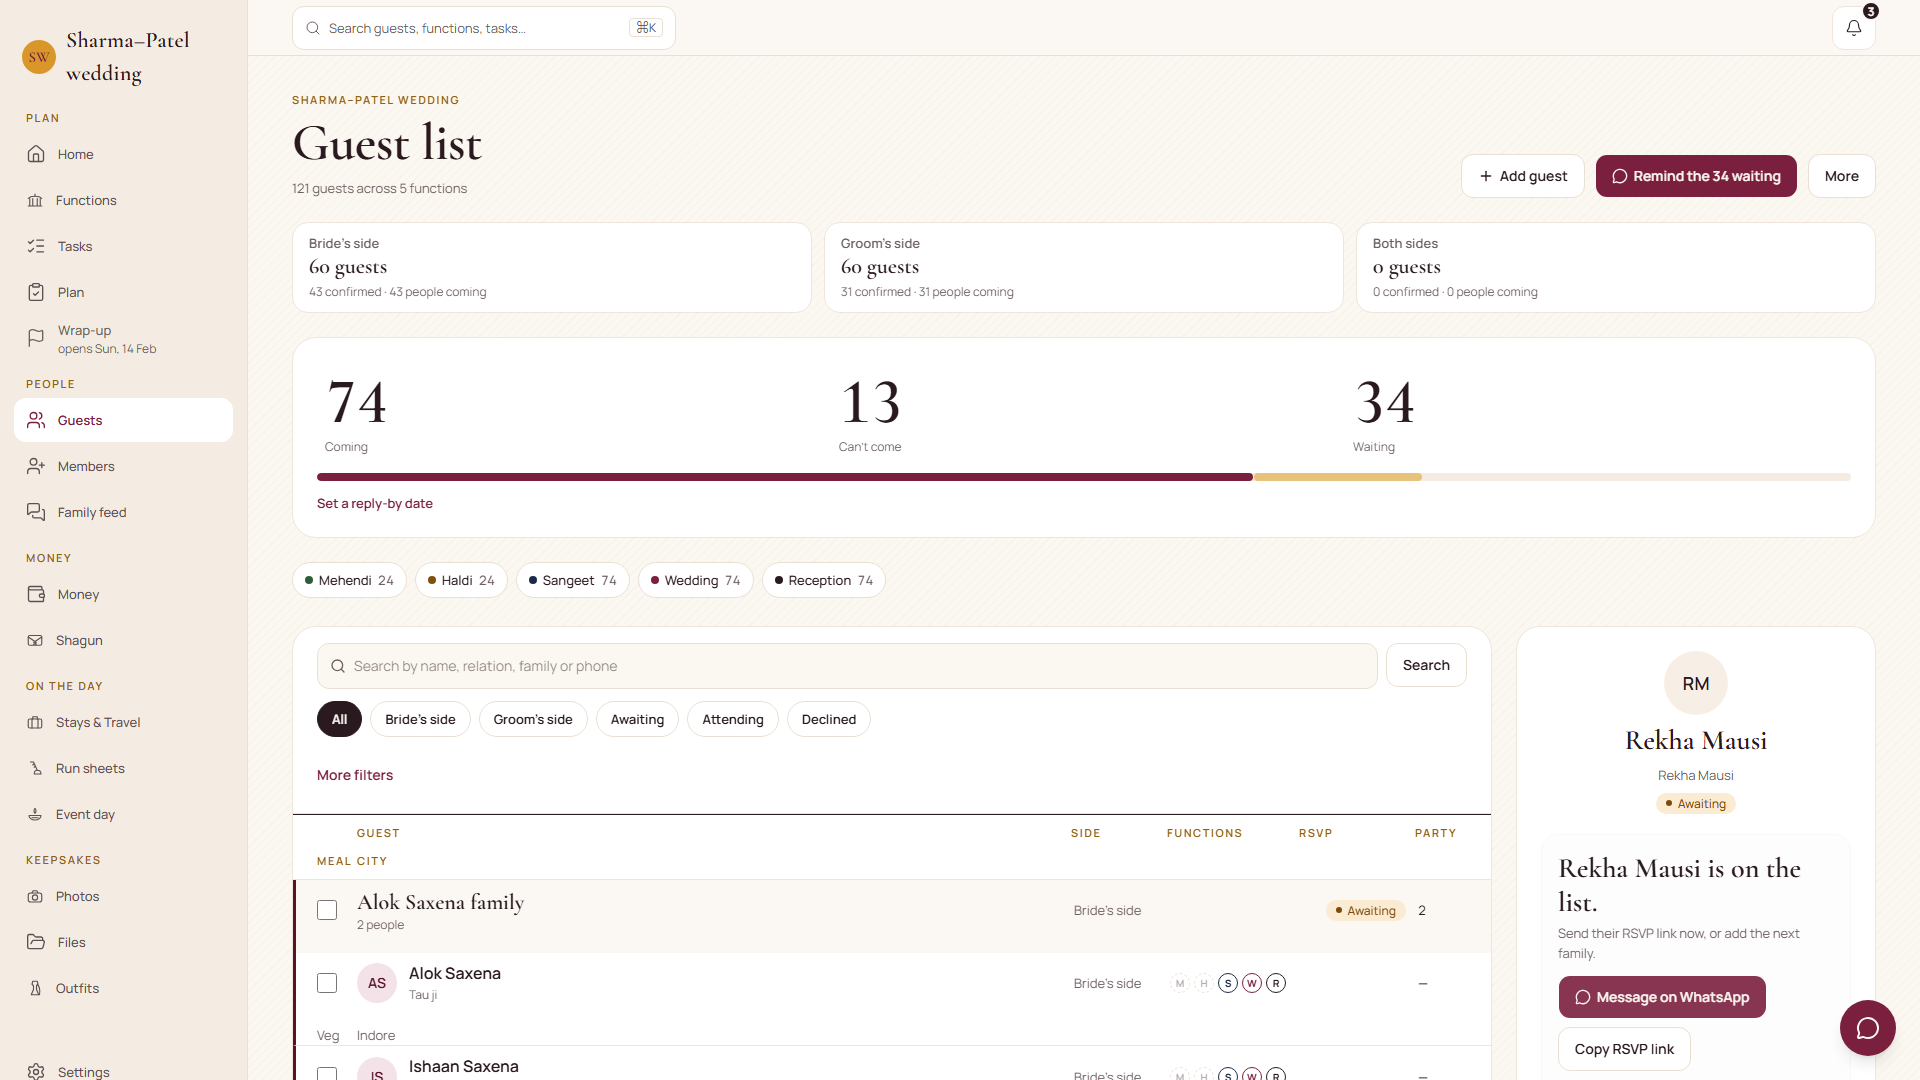 SW
Sharma–Patel
wedding
PLAN
Home
Functions
Tasks
Plan
Wrap-up
opens Sun, 14 Feb
PEOPLE
Guests
Members
Family feed
MONEY
Money
Shagun
ON THE DAY
Stays & Travel
Run sheets
Event day
KEEPSAKES
Photos
Files
Outfits
Settings
Search guests, functions, tasks… ⌘K
3
SHARMA–PATEL WEDDING
Guest list
121 guests across 5 functions
Add guest
Remind the 34 waiting
More
Bride's side
60 guests
43 confirmed · 43 people coming
Groom's side
60 guests
31 confirmed · 31 people coming
Both sides
0 guests
0 confirmed · 0 people coming
74
Coming
13
Can't come
34
Waiting
Set a reply-by date
Mehendi 24
Haldi 24
Sangeet 74
Wedding 74
Reception 74
Search by name, relation, family or phone
Search
All
Bride's side
Groom's side
Awaiting
Attending
Declined
More filters
GUEST SIDE FUNCTIONS RSVP PARTY
MEAL CITY
Alok Saxena family
2 people
Bride's side
Awaiting
2
AS
Alok Saxena
Tau ji
Bride's side
M H S W R
–
Veg Indore
IS
Ishaan Saxena
Bride's side
M H S W R
–
RM
Rekha Mausi
Rekha Mausi
Awaiting
Rekha Mausi is on the
list.
Send their RSVP link now, or add the next
family.
Message on WhatsApp
Copy RSVP link